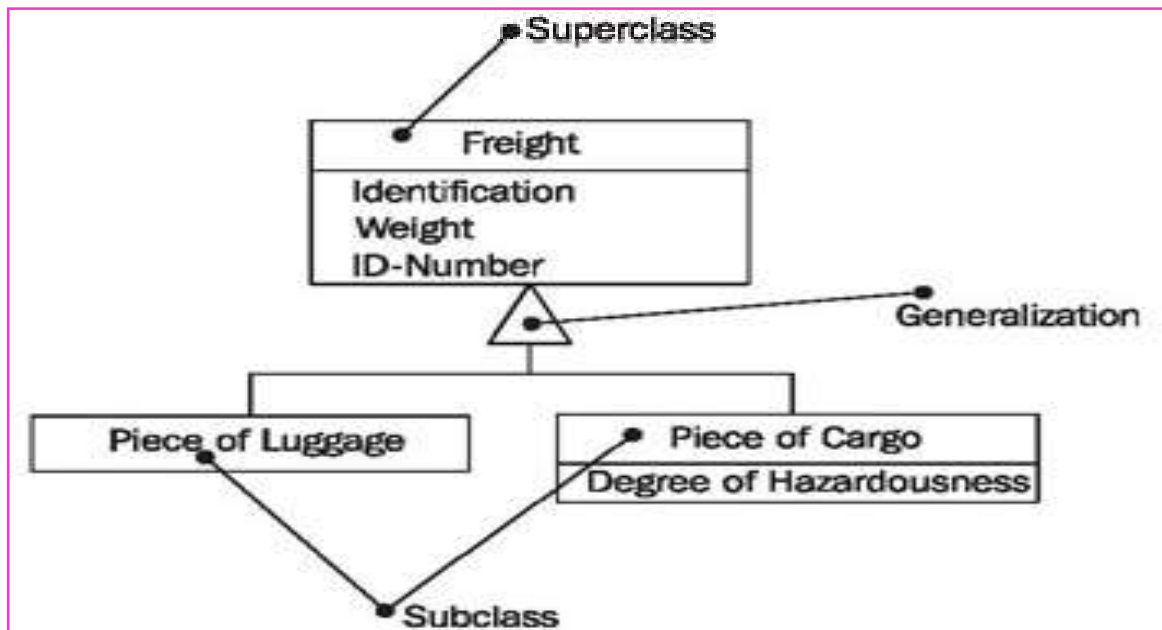 Superclass
Freight
Identification
Weight
ID-Number
Generalization
Piece of Luggage
Piece of Cargo
Degree of Hazardousness
Subclass